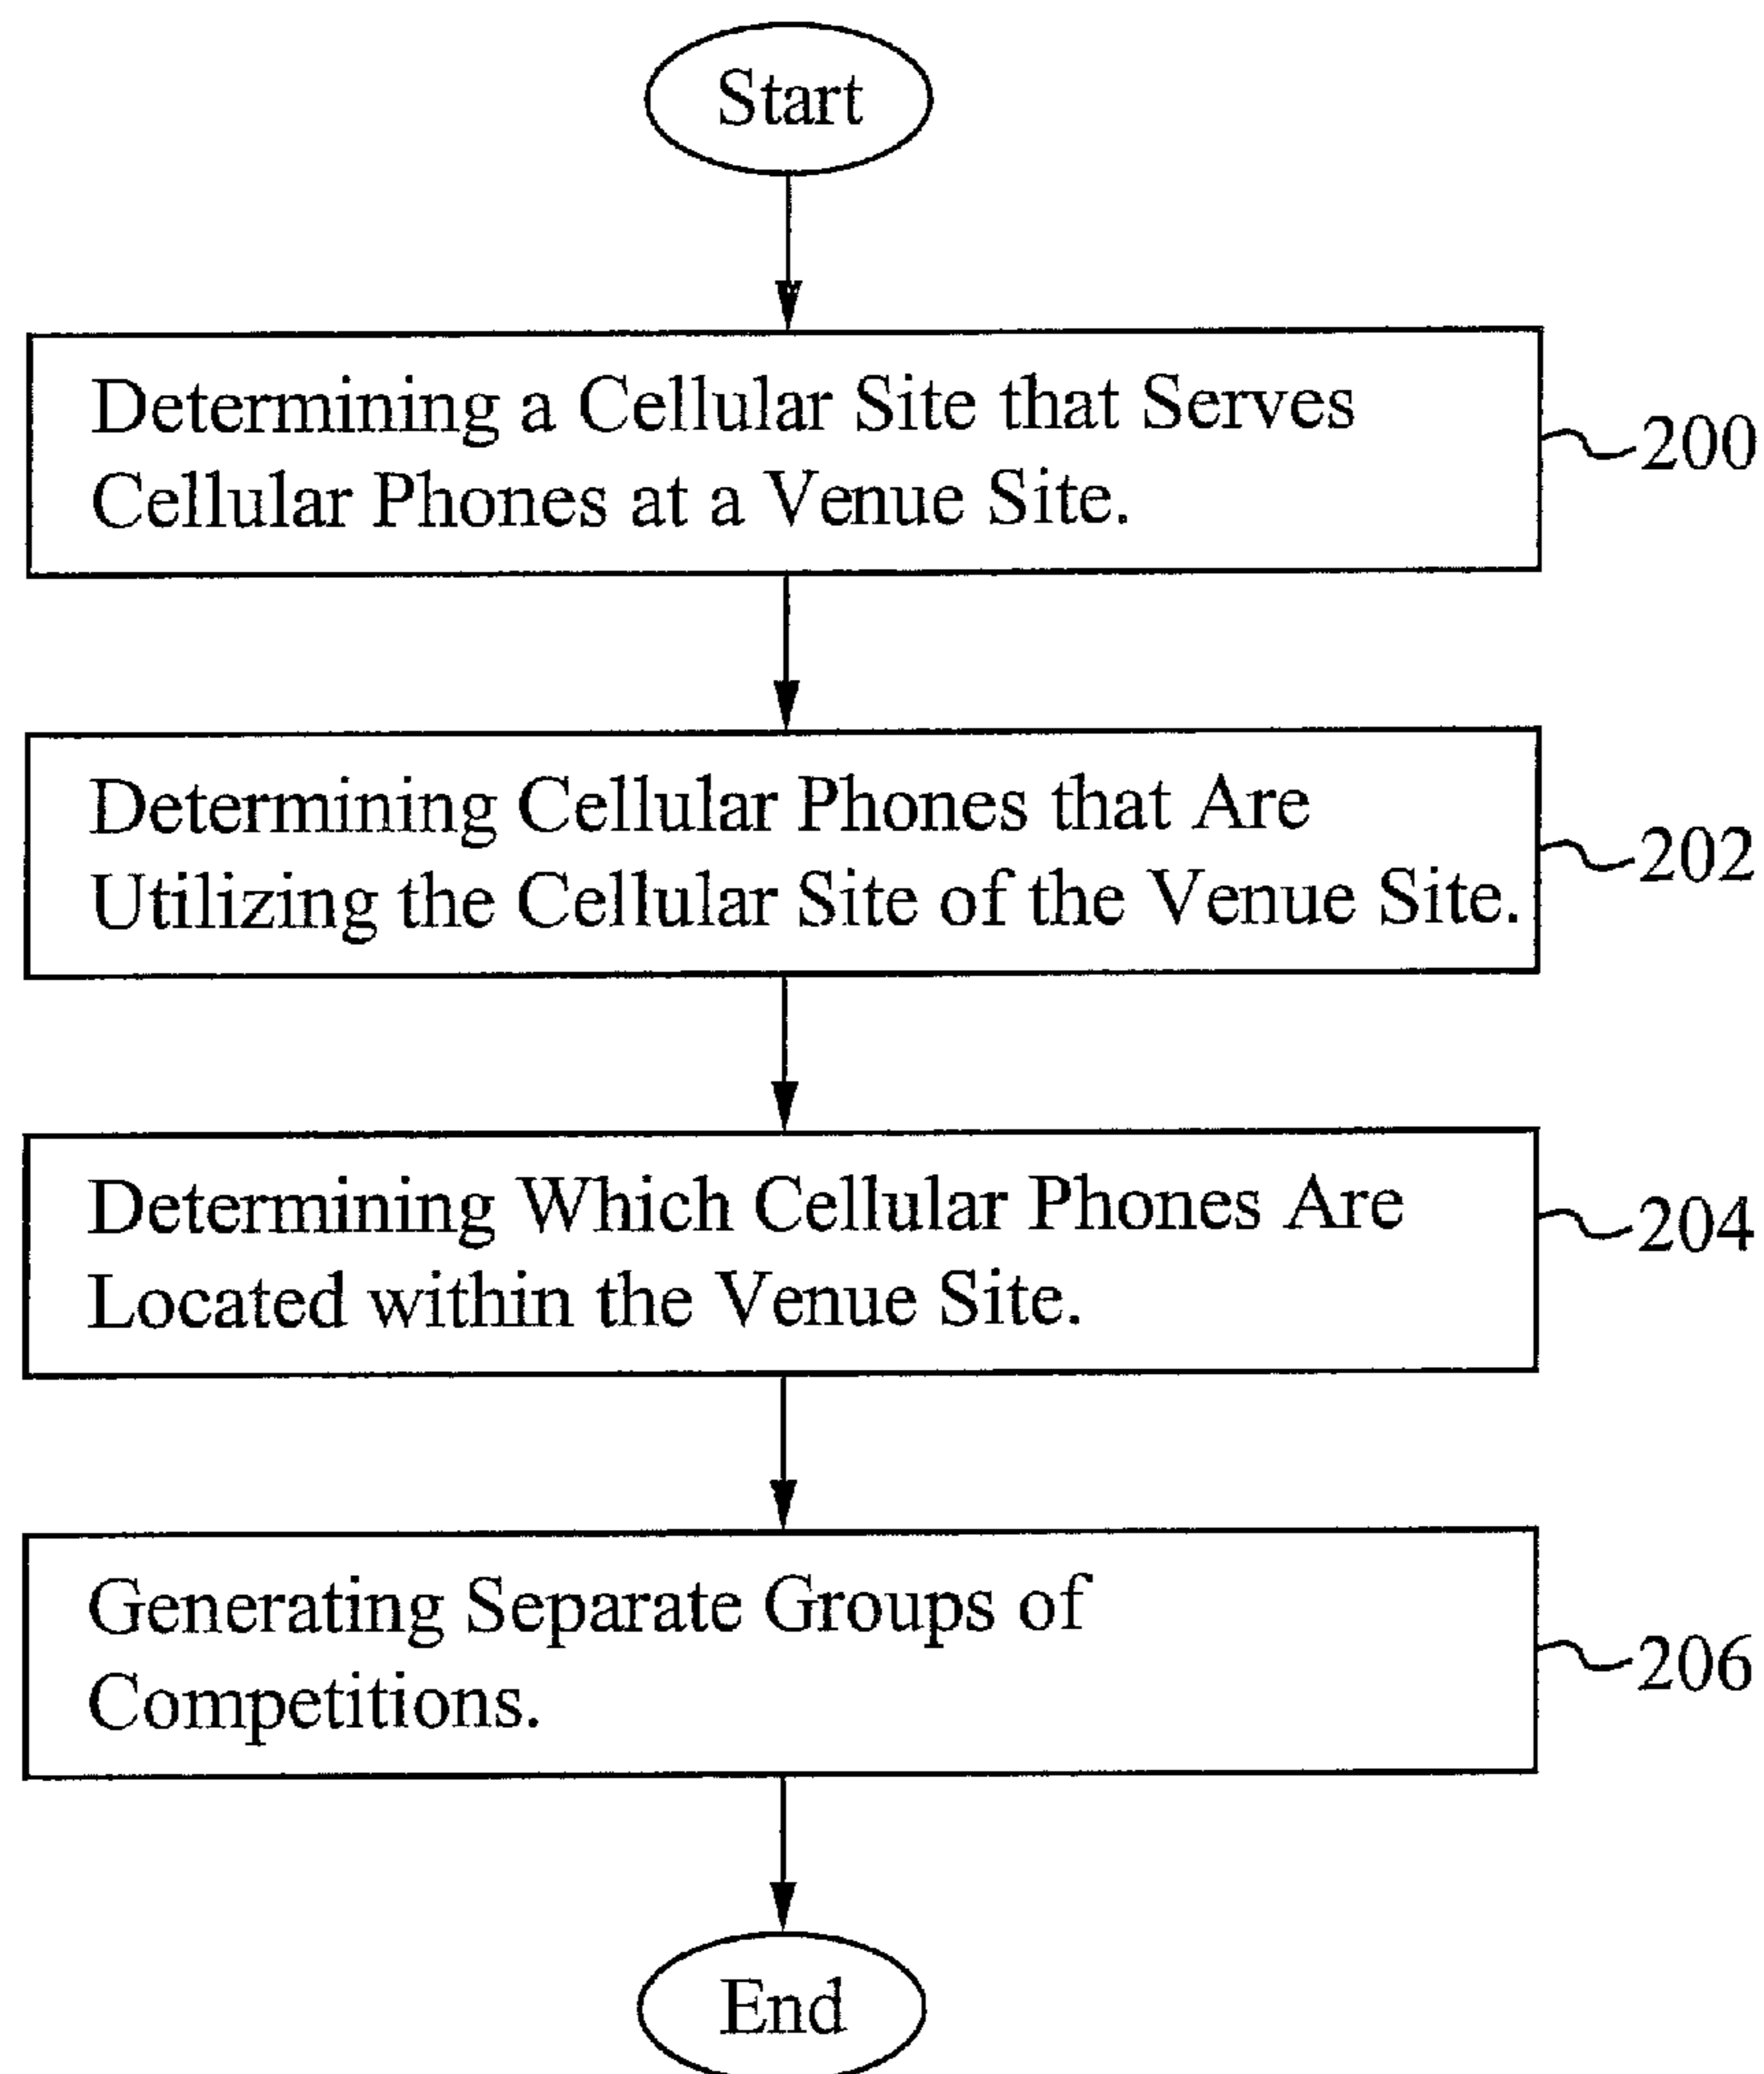 Start
Determining a Cellular Site that Serves
Cellular Phones at a Venue Site.
200
Determining Cellular Phones that Are
Utilizing the Cellular Site of the Venue Site.
202
Determining Which Cellular Phones Are
Located within the Venue Site.
204
Generating Separate Groups of
Competitions.
206
End